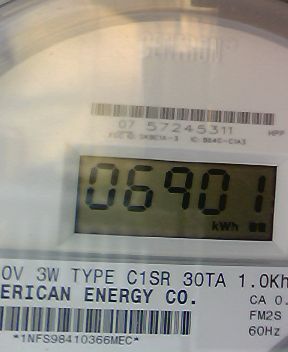 CENTRON
07 57245311
06901
kWh
0V 3W TYPE C1SR 30TA 1.0Kh
ERICAN ENERGY CO.
CA 0.
FM2S
*1NFS98410366MEC*
60Hz